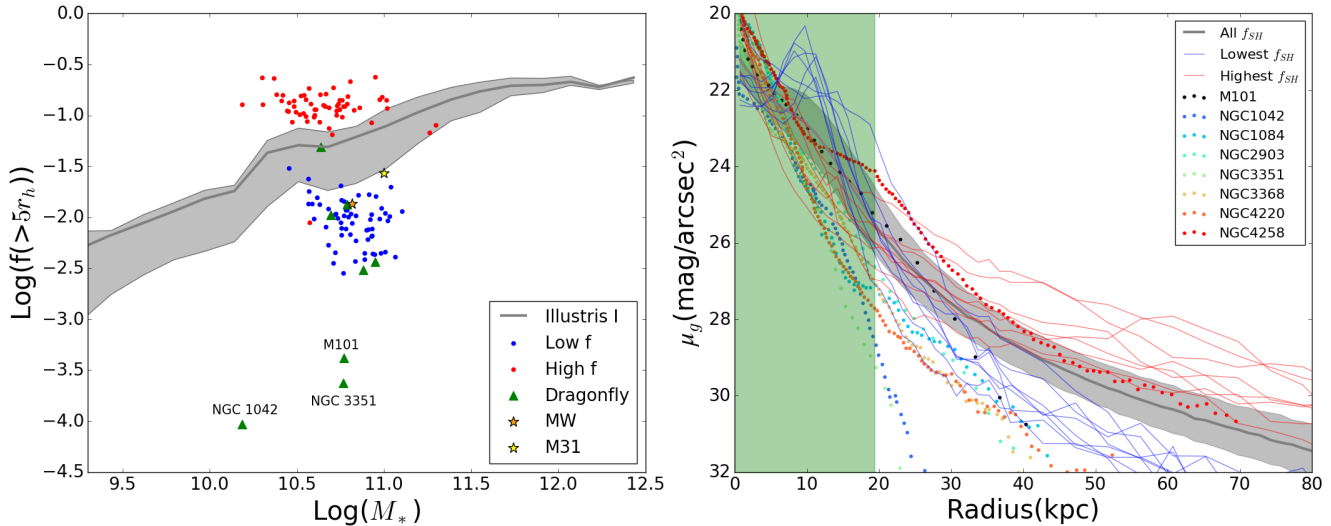 0.0
−0.5
−1.0
−1.5
−2.0
−2.5
−3.0
−3.5
−4.0
−4.5
Log(f(>5r_h))
9.5 10.0 10.5 11.0 11.5 12.0 12.5
Log(M_*)
M101
NGC 3351
NGC 1042
Illustris I
Low f
High f
Dragonfly
MW
M31
20
22
24
26
28
30
32
μ_g(mag/arcsec²)
0 10 20 30 40 50 60 70 80
Radius(kpc)
All f_SH
Lowest f_SH
Highest f_SH
M101
NGC1042
NGC1084
NGC2903
NGC3351
NGC3368
NGC4220
NGC4258